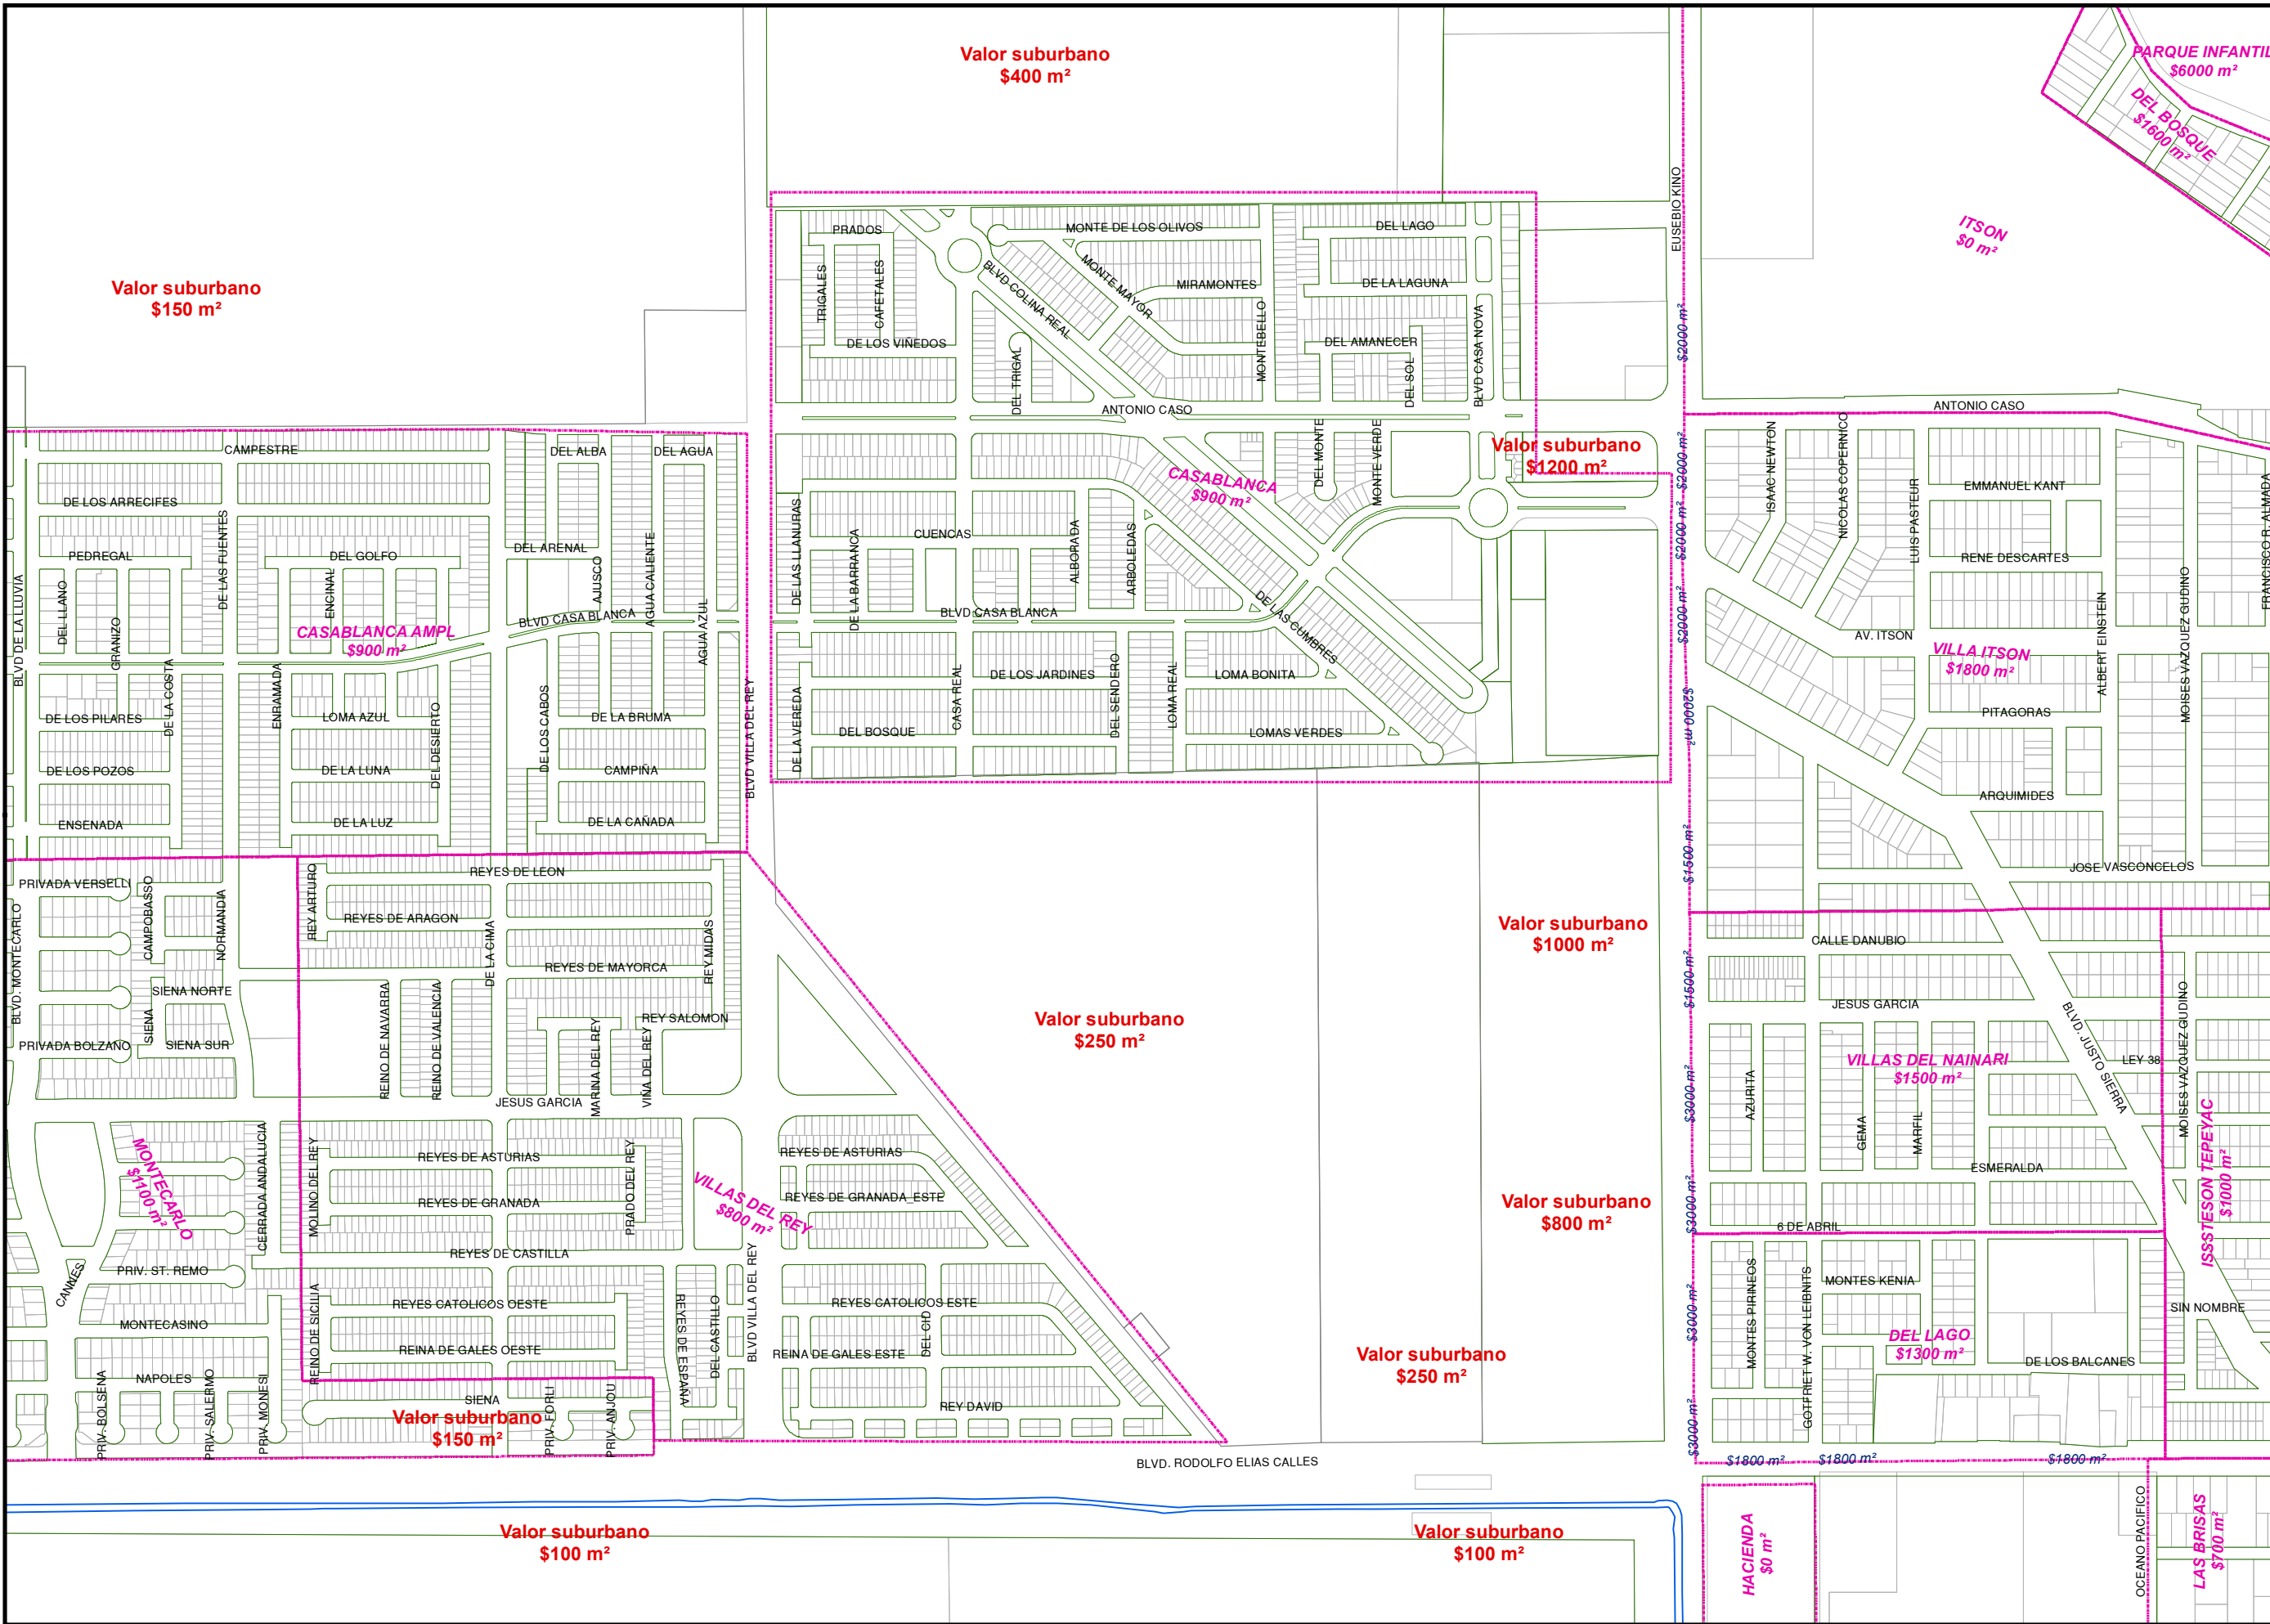 Valor suburbano
$400 m²
PARQUE INFANTIL
$6000 m²
DEL BOSQUE
$1600 m²
ITSON
$0 m²
EUSEBIO KINO
Valor suburbano
$150 m²
PRADOS
MONTE DE LOS OLIVOS
DEL LAGO
TRIGALES
CAFETALES
BLVD COLINA REAL
MONTE MAYOR
MIRAMONTES
DE LA LAGUNA
DE LOS VIÑEDOS
DEL TRIGAL
MONTEBELLO
DEL AMANECER
DEL SOL
BLVD CASA NOVA
$2000 m²
ANTONIO CASO
ANTONIO CASO
CAMPESTRE
DEL ALBA
DEL AGUA
Valor suburbano
$1200 m²
$2000 m²
CASABLANCA
$900 m²
DEL MONTE
MONTE VERDE
ISAAC NEWTON
NICOLAS COPERNICO
LUIS PASTEUR
EMMANUEL KANT
FRANCISCO R. ALMADA
DE LOS ARRECIFES
DE LAS FUENTES
PEDREGAL
DEL GOLFO
DEL ARENAL
AJUSCO
AGUA CALIENTE
AGUA AZUL
DE LAS LLANURAS
DE LA BARRANCA
CUENCAS
ALBORADA
ARBOLEDAS
$2000 m²
RENE DESCARTES
BLVD DE LA LLUVIA
DEL LLANO
GRANIZO
ENCINAL
CASABLANCA AMPL
$900 m²
BLVD CASA BLANCA
BLVD CASA BLANCA
DE LAS CUMBRES
$2000 m²
AV. ITSON
VILLA ITSON
$1800 m²
ALBERT EINSTEIN
MOISES VAZQUEZ GUDINO
DE LA COSTA
ENRAMADA
DE LOS PILARES
LOMA AZUL
DEL DESIERTO
DE LOS CABOS
DE LA BRUMA
BLVD VILLA DEL REY
DE LA VEREDA
DEL BOSQUE
CASA REAL
DE LOS JARDINES
DEL SENDERO
LOMA REAL
LOMA BONITA
LOMAS VERDES
$2000 m²
PITAGORAS
DE LOS POZOS
DE LA LUNA
CAMPIÑA
ARQUIMIDES
ENSENADA
DE LA LUZ
DE LA CAÑADA
$1500 m²
JOSE VASCONCELOS
PRIVADA VERSELLI
CAMPOBASSO
NORMANDIA
REY ARTURO
REYES DE LEON
REYES DE ARAGON
DE LA CIMA
REY MIDAS
BLVD. MONTECARLO
Valor suburbano
$1000 m²
CALLE DANUBIO
REYES DE MAYORCA
SIENA NORTE
SIENA
REINO DE NAVARRA
REINO DE VALENCIA
REY SALOMON
MARINA DEL REY
VIÑA DEL REY
PRIVADA BOLZANO
SIENA SUR
Valor suburbano
$250 m²
$1500 m²
JESUS GARCIA
BLVD. JUSTO SIERRA
LEY 38
MOISES VAZQUEZ GUDINO
VILLAS DEL NAINARI
$1500 m²
$3000 m²
AZURITA
GEMA
MARFIL
ISSSTESON TEPEYAC
$1000 m²
JESUS GARCIA
MONTECARLO
$1100 m²
CERRADA ANDALUCIA
MOLINO DEL REY
REYES DE ASTURIAS
PRADO DEL REY
REYES DE GRANADA
VILLAS DEL REY
$800 m²
REYES DE ASTURIAS
REYES DE GRANADA ESTE
Valor suburbano
$800 m²
$3000 m²
ESMERALDA
6 DE ABRIL
REYES DE CASTILLA
CANNES
PRIV. ST. REMO
MONTECASINO
REINO DE SICILIA
REYES CATOLICOS OESTE
REINA DE GALES OESTE
REYES DE ESPAÑA
DEL CASTILLO
BLVD VILLA DEL REY
REYES CATOLICOS ESTE
DEL CID
REINA DE GALES ESTE
Valor suburbano
$250 m²
$3000 m²
MONTES PIRINEOS
GOTFRIET W. VON LEIBNITS
MONTES KENIA
DEL LAGO
$1300 m²
DE LOS BALCANES
SIN NOMBRE
NAPOLES
PRIV. BOLSENA
PRIV. SALERMO
PRIV. MONESI
SIENA
Valor suburbano
$150 m²
PRIV. FORLI
PRIV. ANJOU
REY DAVID
$3000 m²
BLVD. RODOLFO ELIAS CALLES
$1800 m²
$1800 m²
$1800 m²
Valor suburbano
$100 m²
Valor suburbano
$100 m²
HACIENDA
$0 m²
OCEANO PACIFICO
LAS BRISAS
$700 m²